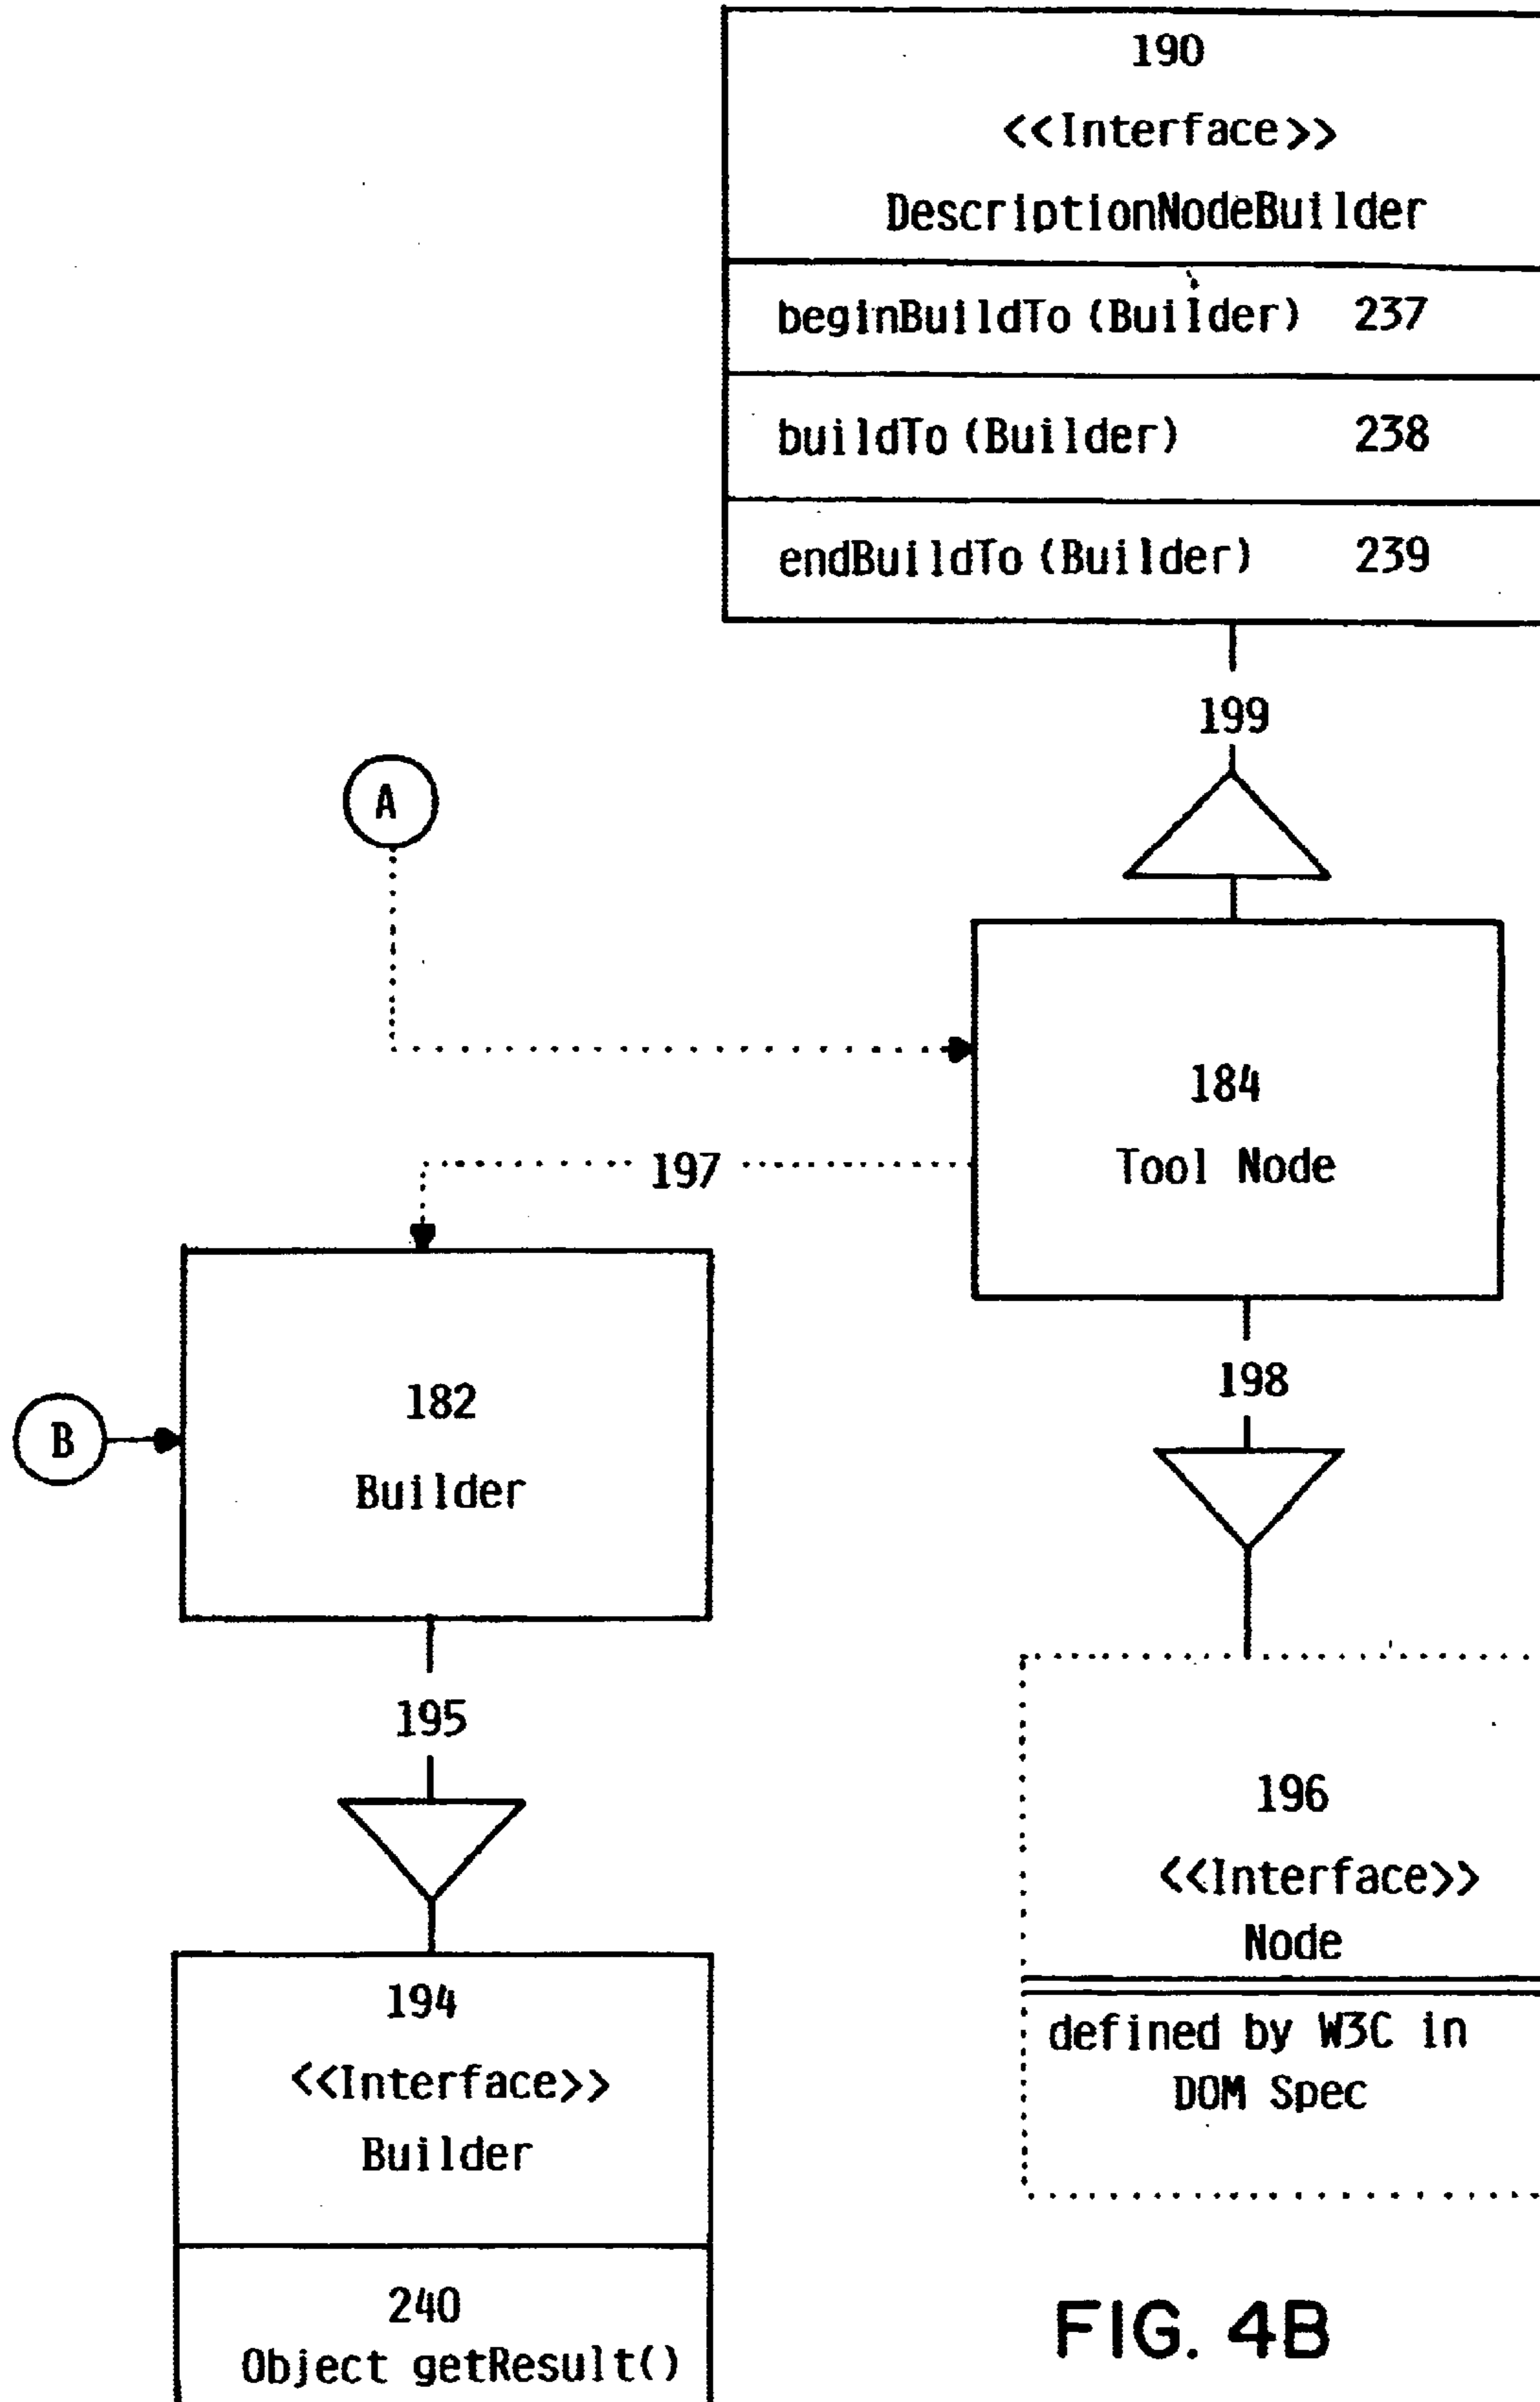 190
<<Interface>>
DescriptionNodeBuilder
beginBuildTo (Builder) 237
buildTo (Builder) 238
endBuildTo (Builder) 239
199
A
184
Tool Node
197
182
Builder
B
198
195
196
<<Interface>>
Node
defined by W3C in
DOM Spec
194
<<Interface>>
Builder
240
Object getResult()
FIG. 4B